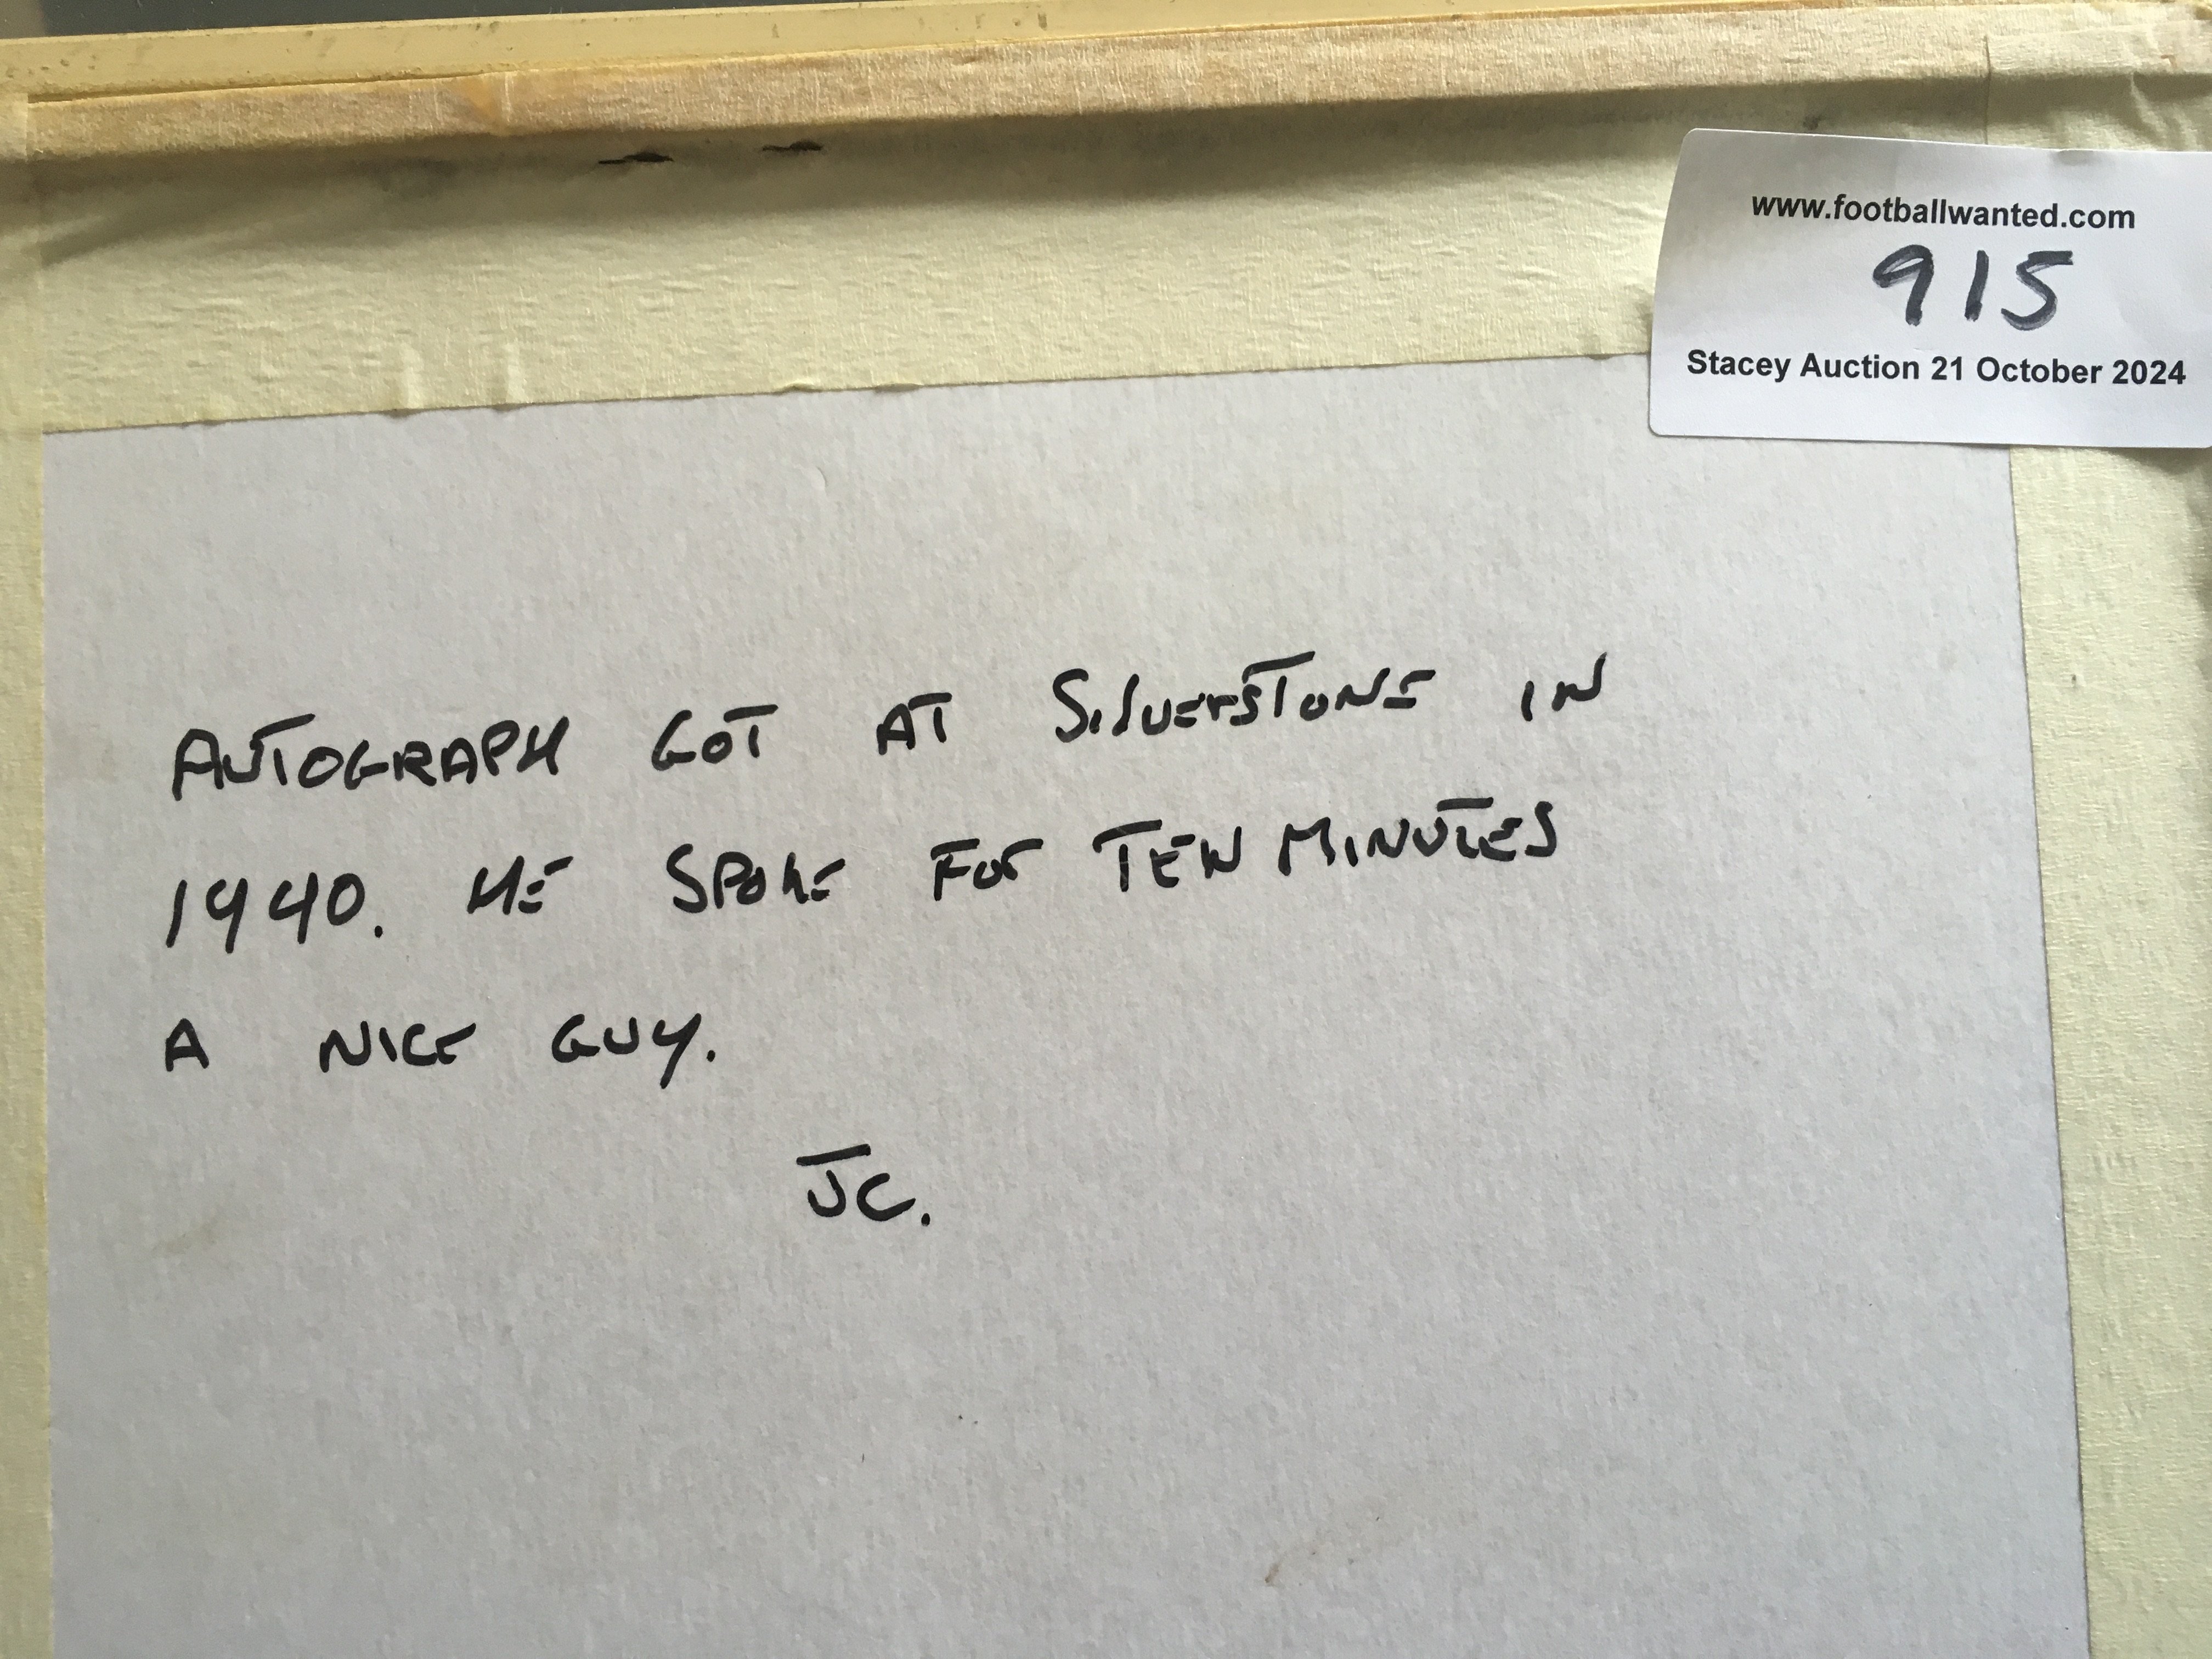 www.footballwanted.com
915
Stacey Auction 21 October 2024
AUTOGRAPH GOT AT SilvErSTONE IN
1940. HE SPOKE FOr TEN MINUTES
A NICE GUY.
JC.